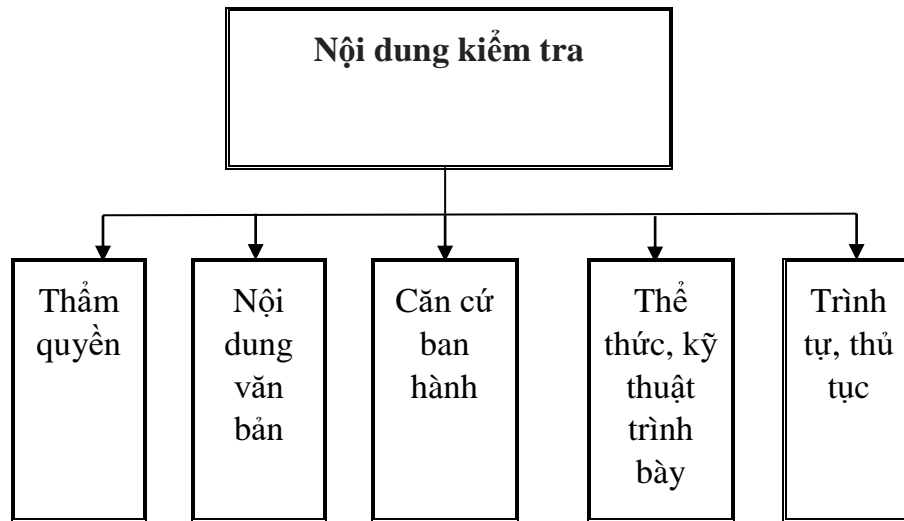 Nội dung kiểm tra
Thẩm
quyền
Nội
dung
văn
bản
Căn cứ
ban
hành
Thể
thức, kỹ
thuật
trình
bày
Trình
tự, thủ
tục